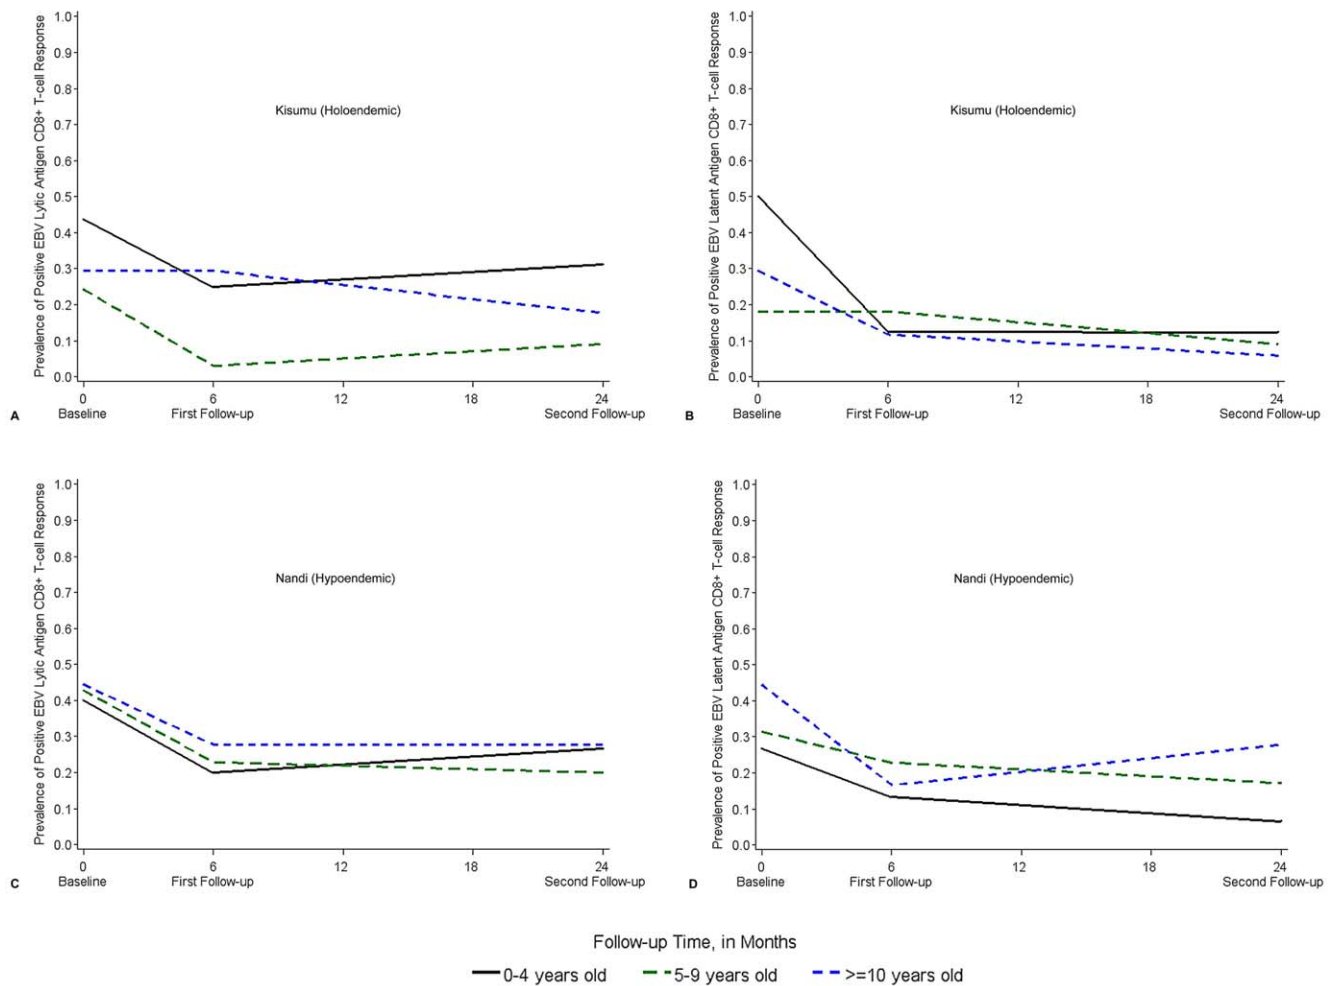 Prevalence of Positive EBV Lytic Antigen CD8+ T-cell Response
1.0
0.9
0.8
0.7
0.6
0.5
0.4
0.3
0.2
0.1
0.0
Kisumu (Holoendemic)
0 6 12 18 24
Baseline First Follow-up Second Follow-up
A
Prevalence of Positive EBV Latent Antigen CD8+ T-cell Response
1.0
0.9
0.8
0.7
0.6
0.5
0.4
0.3
0.2
0.1
0.0
Kisumu (Holoendemic)
0 6 12 18 24
Baseline First Follow-up Second Follow-up
B
Prevalence of Positive EBV Lytic Antigen CD8+ T-cell Response
1.0
0.9
0.8
0.7
0.6
0.5
0.4
0.3
0.2
0.1
0.0
Nandi (Hypoendemic)
0 6 12 18 24
Baseline First Follow-up Second Follow-up
C
Prevalence of Positive EBV Latent Antigen CD8+ T-cell Response
1.0
0.9
0.8
0.7
0.6
0.5
0.4
0.3
0.2
0.1
0.0
Nandi (Hypoendemic)
0 6 12 18 24
Baseline First Follow-up Second Follow-up
D
Follow-up Time, in Months
0-4 years old 5-9 years old >=10 years old